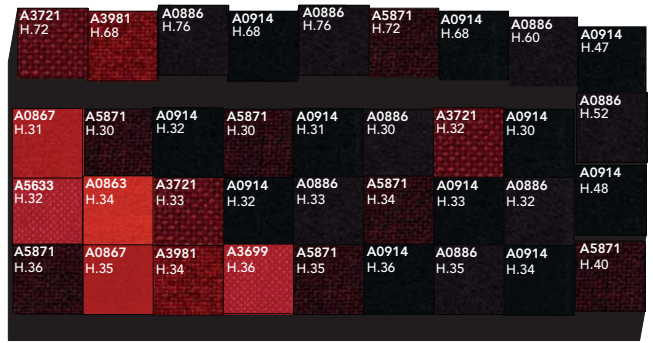 A3721
H.72
A3981
H.68
A0886
H.76
A0914
H.68
A0886
H.76
A5871
H.72
A0914
H.68
A0886
H.60
A0914
H.47
A0867
H.31
A5871
H.30
A0914
H.32
A5871
H.30
A0914
H.31
A0886
H.30
A3721
H.32
A0914
H.30
A0886
H.52
A5633
H.32
A0863
H.34
A3721
H.33
A0914
H.32
A0886
H.33
A5871
H.34
A0914
H.33
A0886
H.32
A0914
H.48
A5871
H.36
A0867
H.35
A3981
H.34
A3699
H.36
A5871
H.35
A0914
H.36
A0886
H.35
A0914
H.34
A5871
H.40